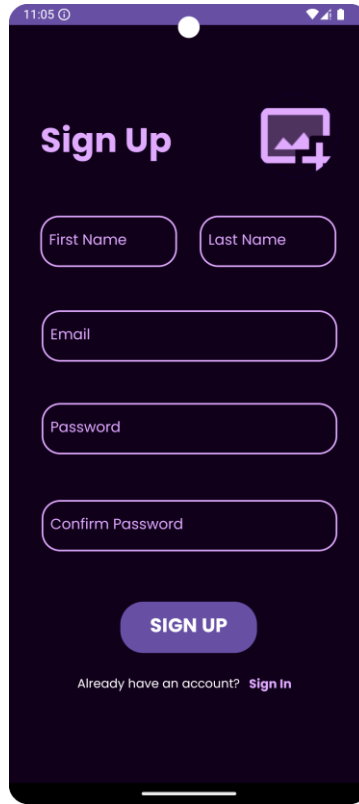 11:05
Sign Up
First Name Last Name
Email
Password
Confirm Password
SIGN UP
Already have an account? Sign In